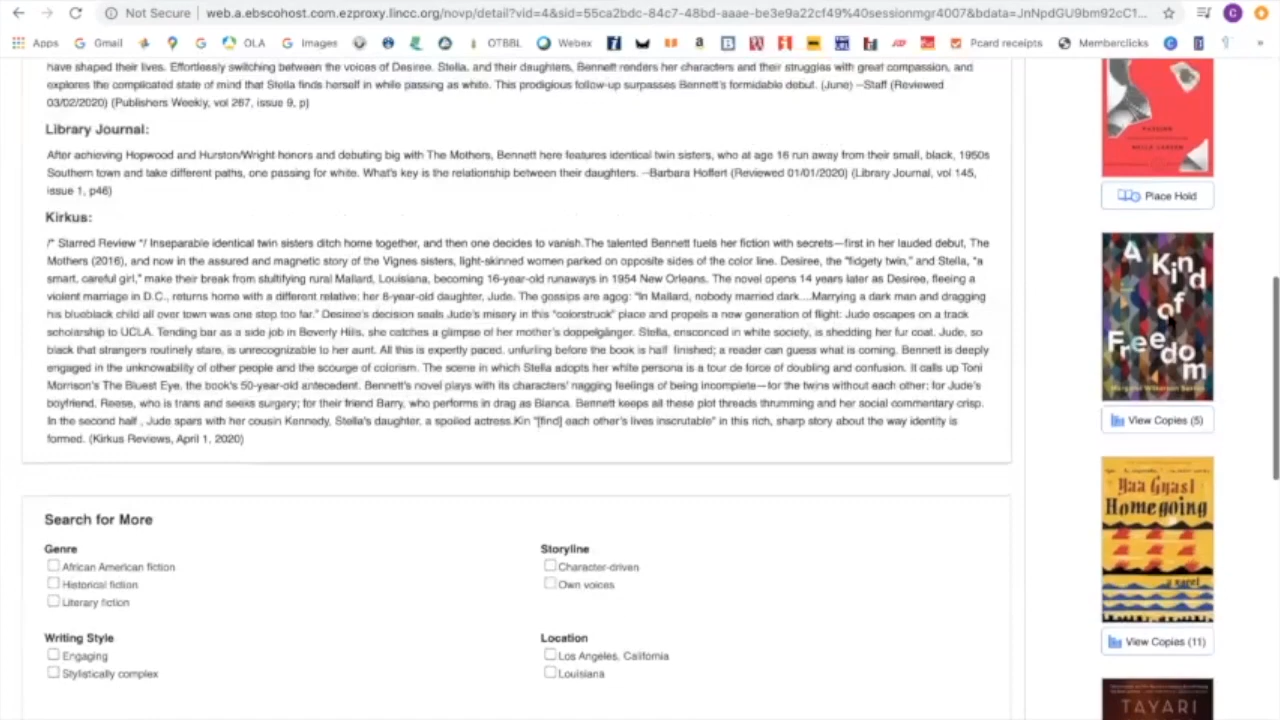 Not Secure | web.a.ebscohost.com.ezproxy.lincc.org/novp/detail?vid=4&sid=55ca2bdc-84c7-48bd-aaae-be3e9a22cf49%40sessionmgr4007&bdata=JnNpdGU9bm92cC1...
Apps Gmail OLA Images OTBBL Webex Pcard receipts Memberclicks »
have shaped their lives. Effortlessly switching between the voices of Desiree, Stella, and their daughters, Bennett renders her characters and their struggles with great compassion, and
explores the complicated state of mind that Stella finds herself in while passing as white. This prodigious follow-up surpasses Bennett's formidable debut. (June) --Staff (Reviewed
03/02/2020) (Publishers Weekly, vol 267, issue 9, p)
Library Journal:
After achieving Hopwood and Hurston/Wright honors and debuting big with The Mothers, Bennett here features identical twin sisters, who at age 16 run away from their small, black, 1950s
Southern town and take different paths, one passing for white. What's key is the relationship between their daughters. --Barbara Hoffert (Reviewed 01/01/2020) (Library Journal, vol 145,
issue 1, p46)
Kirkus:
/* Starred Review */ Inseparable identical twin sisters ditch home together, and then one decides to vanish.The talented Bennett fuels her fiction with secrets—first in her lauded debut, The
Mothers (2016), and now in the assured and magnetic story of the Vignes sisters, light-skinned women parked on opposite sides of the color line. Desiree, the "fidgety twin," and Stella, "a
smart, careful girl," make their break from stultifying rural Mallard, Louisiana, becoming 16-year-old runaways in 1954 New Orleans. The novel opens 14 years later as Desiree, fleeing a
violent marriage in D.C., returns home with a different relative: her 8-year-old daughter, Jude. The gossips are agog: "In Mallard, nobody married dark....Marrying a dark man and dragging
his blueblack child all over town was one step too far." Desiree's decision seals Jude's misery in this "colorstruck" place and propels a new generation of flight: Jude escapes on a track
scholarship to UCLA. Tending bar as a side job in Beverly Hills, she catches a glimpse of her mother's doppelgänger. Stella, ensconced in white society, is shedding her fur coat. Jude, so
black that strangers routinely stare, is unrecognizable to her aunt. All this is expertly paced, unfurling before the book is half finished; a reader can guess what is coming. Bennett is deeply
engaged in the unknowability of other people and the scourge of colorism. The scene in which Stella adopts her white persona is a tour de force of doubling and confusion. It calls up Toni
Morrison's The Bluest Eye, the book's 50-year-old antecedent. Bennett's novel plays with its characters' nagging feelings of being incomplete—for the twins without each other; for Jude's
boyfriend, Reese, who is trans and seeks surgery; for their friend Barry, who performs in drag as Bianca. Bennett keeps all these plot threads thrumming and her social commentary crisp.
In the second half , Jude spars with her cousin Kennedy, Stella's daughter, a spoiled actress.Kin "[find] each other's lives inscrutable" in this rich, sharp story about the way identity is
formed. (Kirkus Reviews, April 1, 2020)
Search for More
Genre
African American fiction
Historical fiction
Literary fiction
Storyline
Character-driven
Own voices
Writing Style
Engaging
Stylistically complex
Location
Los Angeles, California
Louisiana
PASSING
NELLA LARSEN
Place Hold
A Kind of Freedom
Margaret Wilkerson Sexton
View Copies (5)
Yaa Gyasi
Homegoing
a novel
View Copies (11)
TAYARI